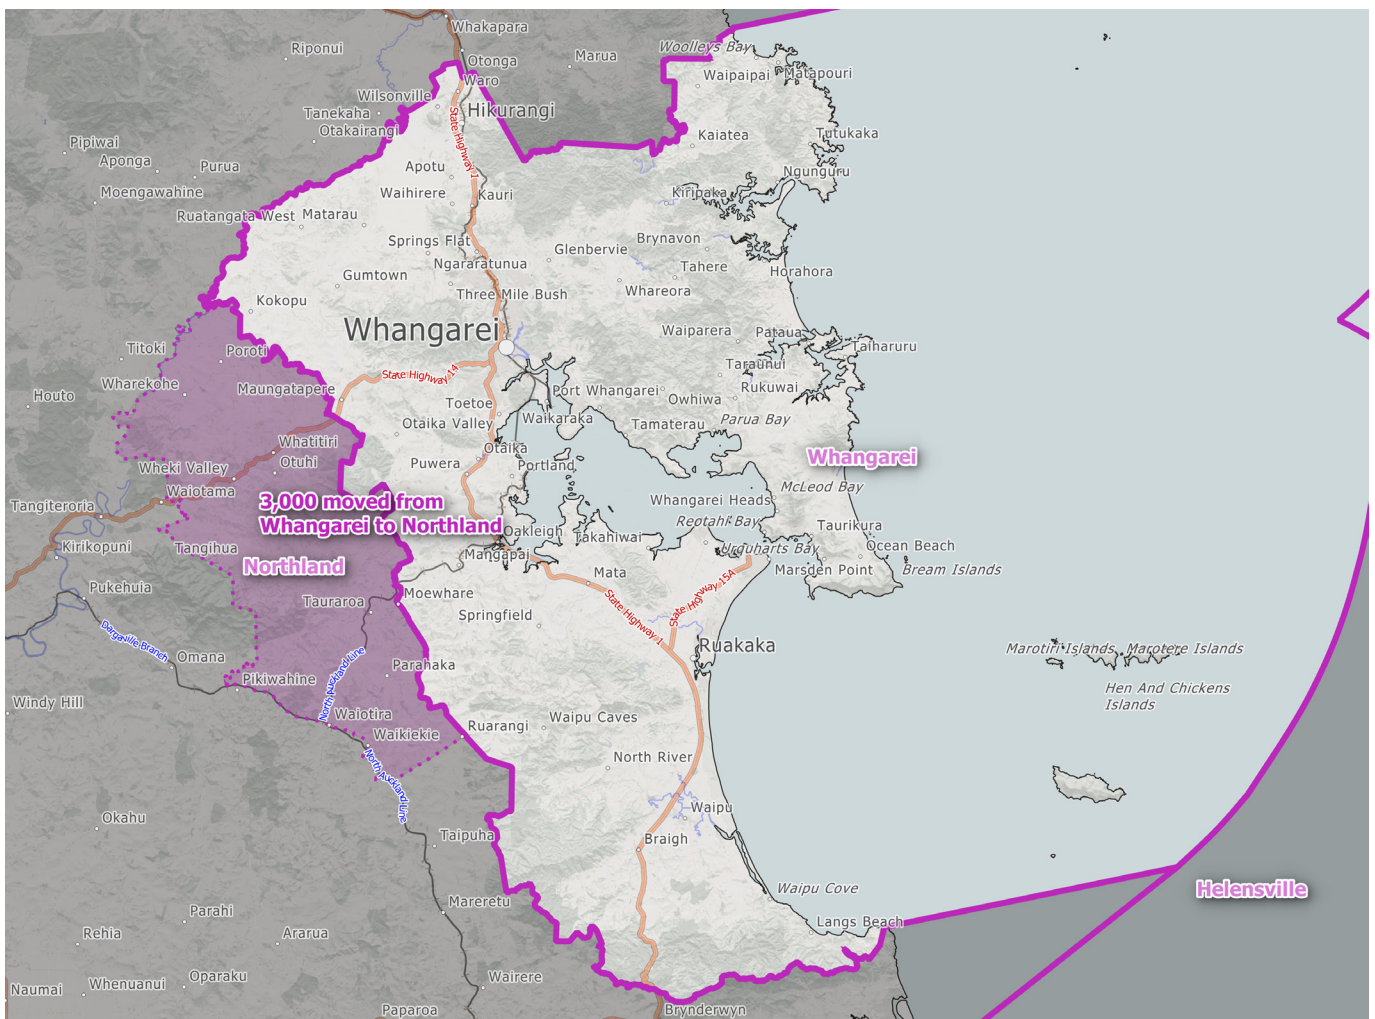 Whakapara
Riponui
Woolleys Bay
Marua
Otonga
Waipaipai
Matapouri
Waro
Wilsonville
Hikurangi
Tanekaha
State Highway 1
Otakairangi
Tutukaka
Kaiatea
Pipiwai
Aponga
Purua
Apotu
Ngunguru
Moengawahine
Waihirere
Kauri
Kiripaka
Ruatangata West
Matarau
Springs Flat
Brynavon
Glenbervie
Ngararatunua
Tahere
Horahora
Gumtown
Three Mile Bush
Whareora
Kokopu
Whangarei
Waiparera
Pataua
Taiharuru
Titoki
Poroti
Taraunui
State Highway 14
Wharekohe
Maungatapere
Port Whangarei
Rukuwai
Houto
Toetoe
Owhiwa
Waikaraka
Parua Bay
Otaika Valley
Tamaterau
Whatitiri
Otaika
Whangarei
Otuhi
Puwera
Portland
Wheki Valley
McLeod Bay
Waiotama
3,000 moved from
Whangarei to Northland
Whangarei Heads
Tangiteroria
Reotahi Bay
Taurikura
Oakleigh
Takahiwai
Kirikopuni
Tangihua
Mangapai
Urquharts Bay
Ocean Beach
Northland
Mata
Marsden Point
Bream Islands
Pukehuia
Moewhare
State Highway 15A
Tauraroa
Springfield
State Highway 1
Dargaville Branch
Ruakaka
Marotiri Islands
Marotere Islands
Omana
Parahaka
North Auckland Line
Pikiwahine
Hen And Chickens
Islands
Windy Hill
Waiotira
Waipu Caves
Ruarangi
Waikiekie
North River
North Auckland Line
Waipu
Okahu
Taipuha
Braigh
Waipu Cove
Helensville
Mareretu
Parahi
Langs Beach
Rehia
Ararua
Oparaku
Wairere
Naumai
Whenuanui
Paparoa
Brynderwyn